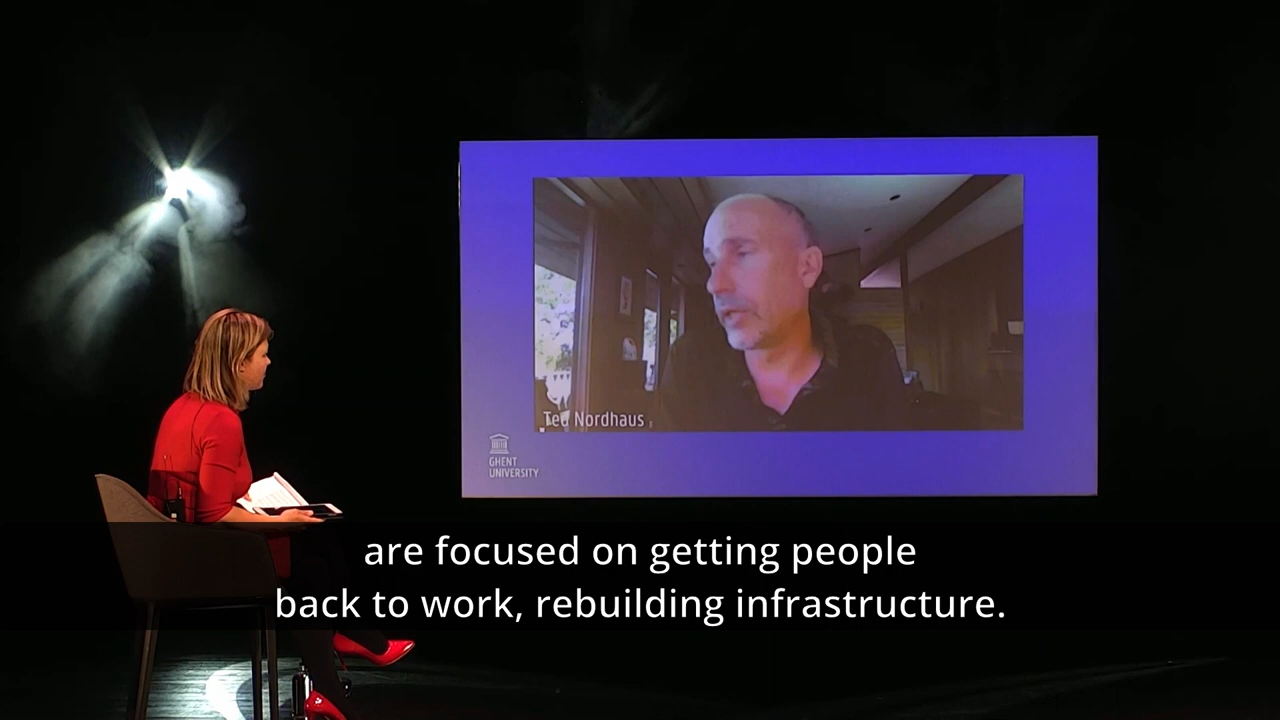 Ted Nordhaus
GHENT
UNIVERSITY
are focused on getting people
back to work, rebuilding infrastructure.